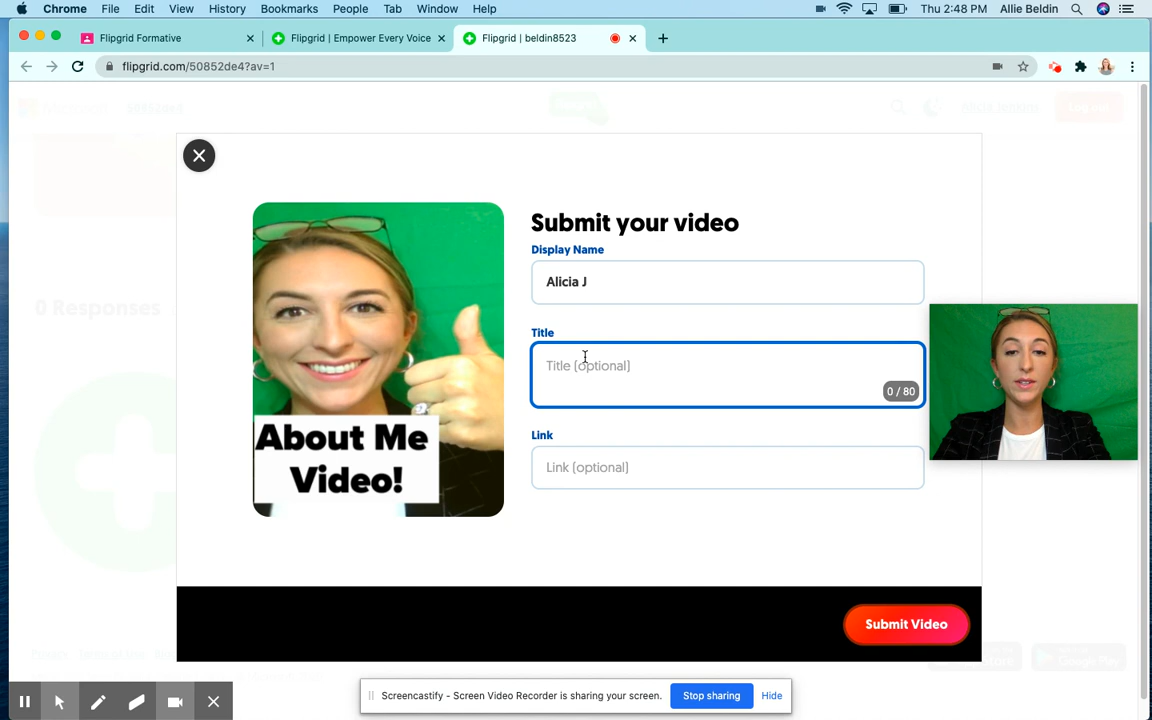 Chrome File Edit View History Bookmarks People Tab Window Help Thu 2:48 PM Allie Beldin
Flipgrid Formative
Flipgrid | Empower Every Voice
Flipgrid | beldin8523
flipgrid.com/50852de4?av=1
Submit your video
Display Name
Alicia J
Title
Title (optional)
0 / 80
Link
Link (optional)
About Me
Video!
0 Responses
Submit Video
Screencastify - Screen Video Recorder is sharing your screen.
Stop sharing
Hide